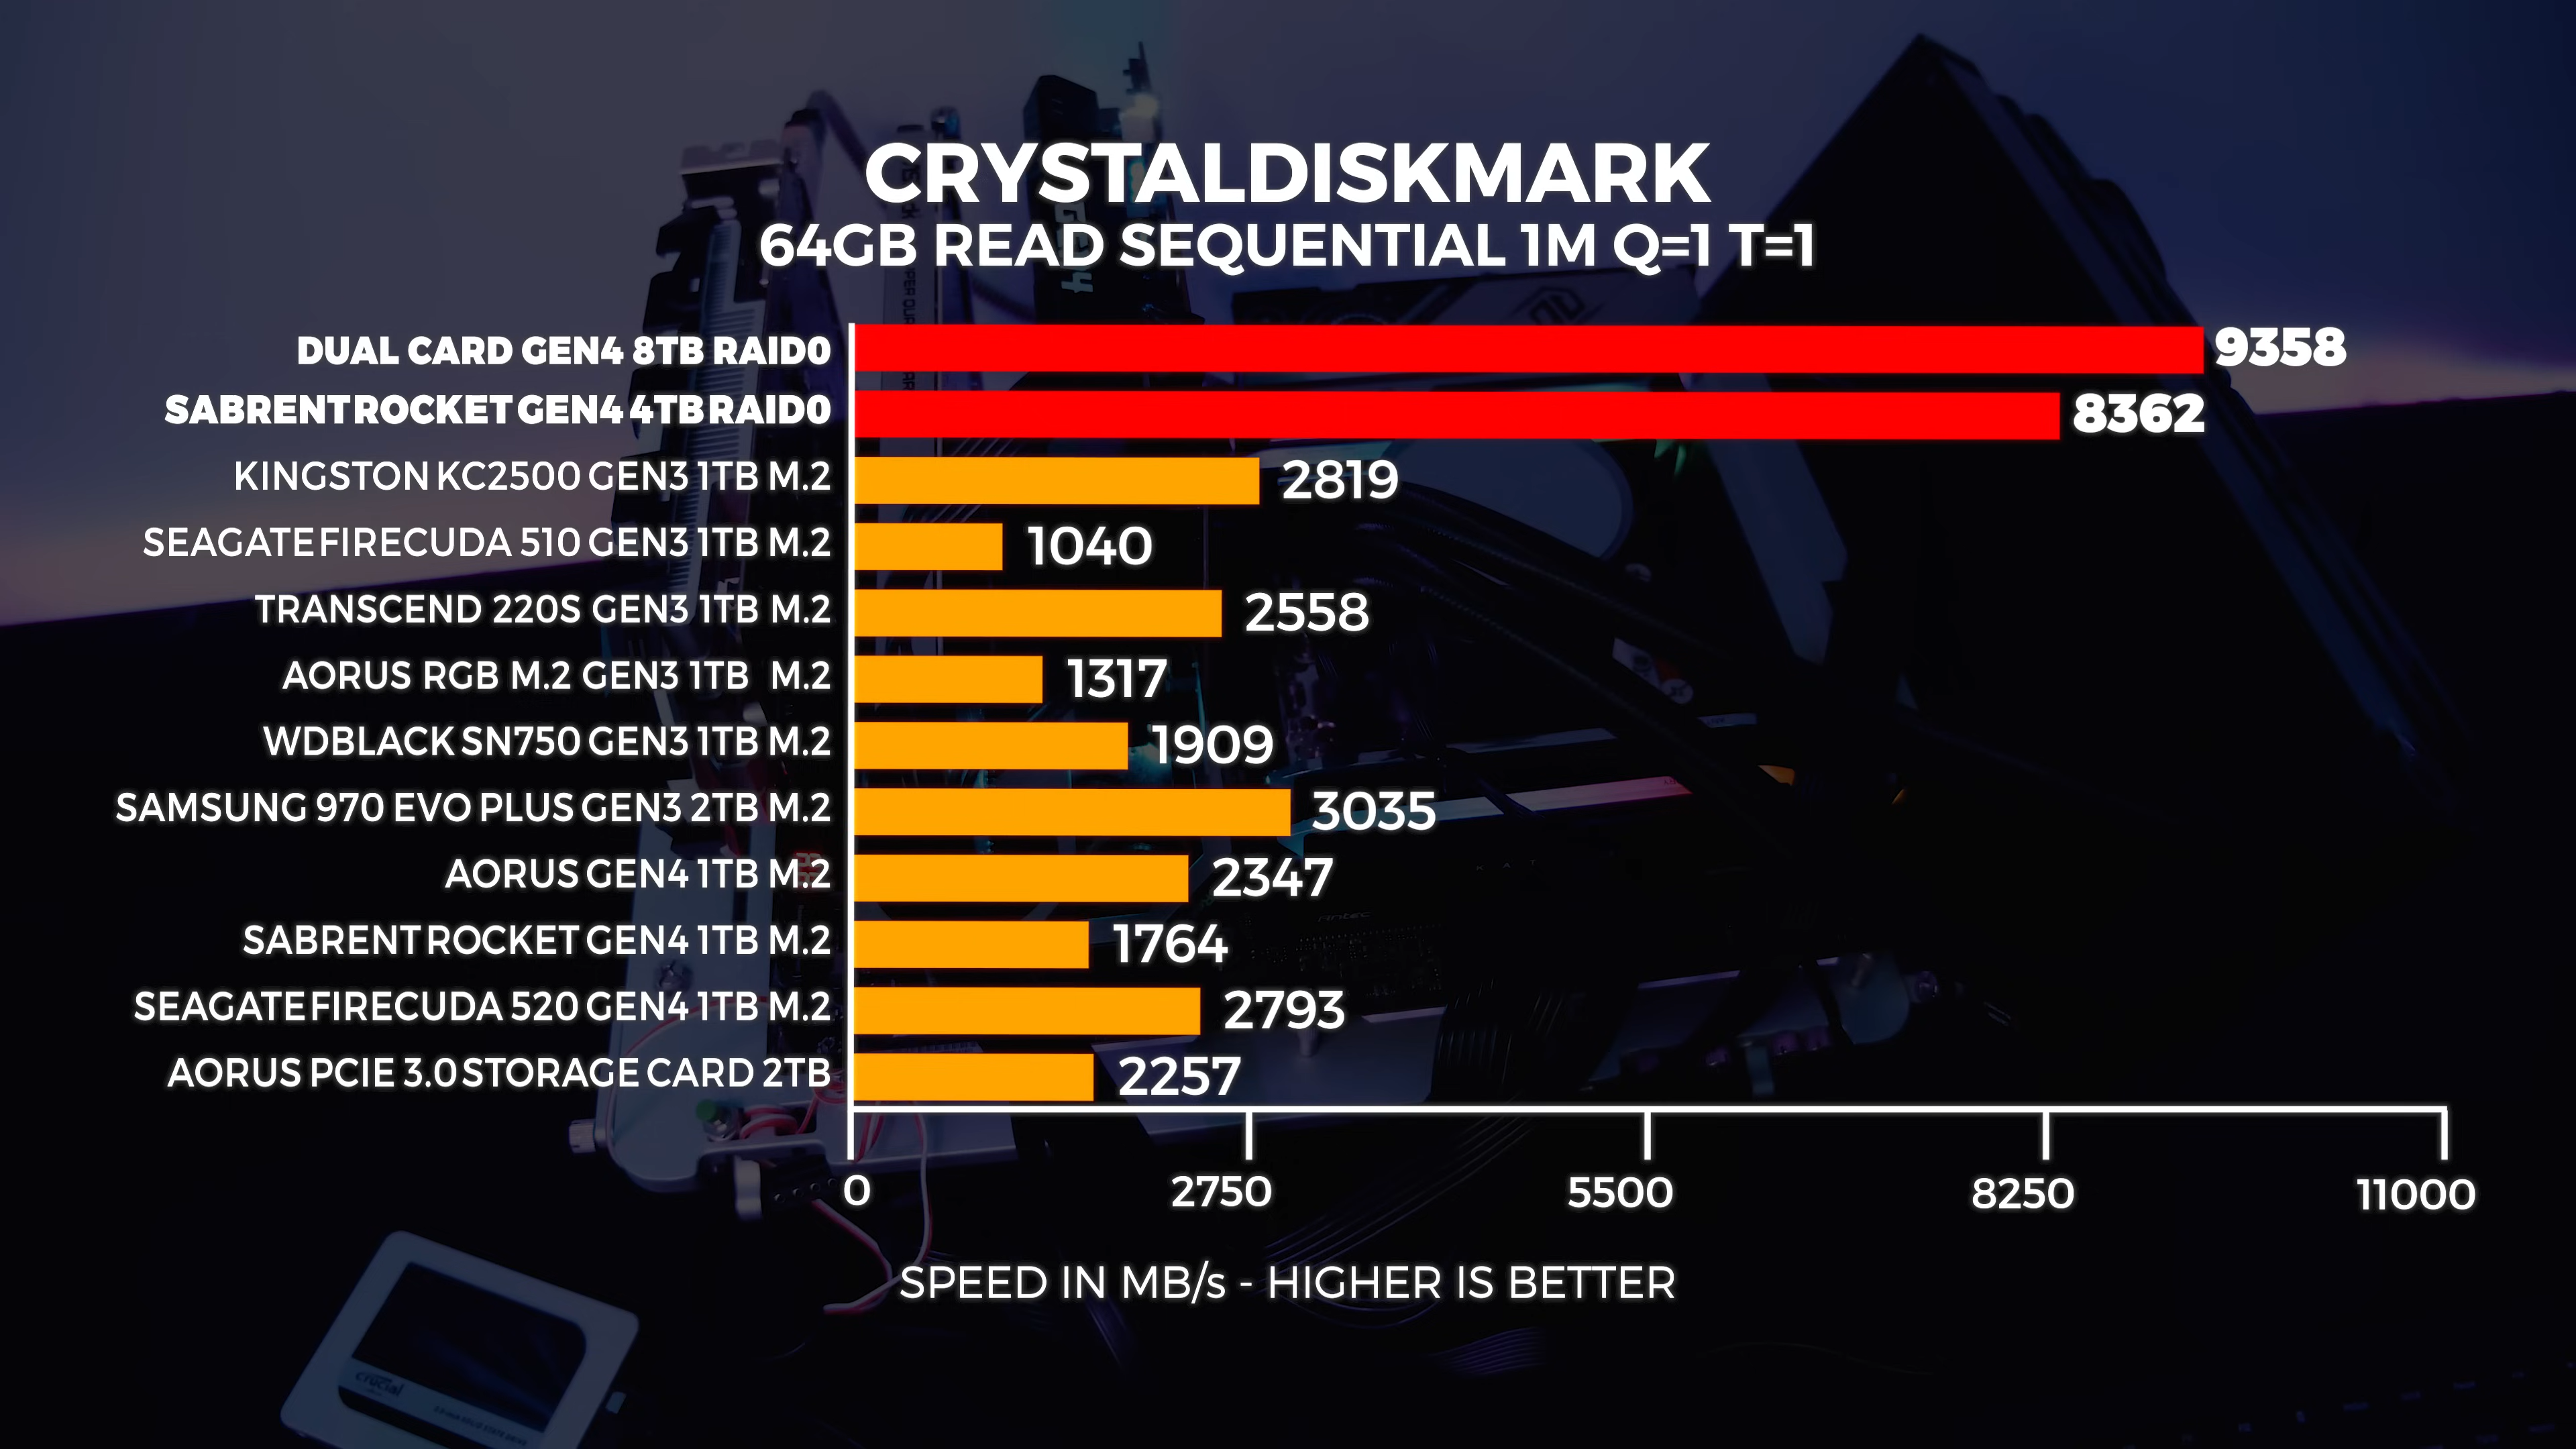 CRYSTALDISKMARK
64GB READ SEQUENTIAL 1M Q=1 T=1
DUAL CARD GEN4 8TB RAID0 9358
SABRENT ROCKET GEN4 4TB RAID0 8362
KINGSTON KC2500 GEN3 1TB M.2 2819
SEAGATE FIRECUDA 510 GEN3 1TB M.2 1040
TRANSCEND 220S GEN3 1TB M.2 2558
AORUS RGB M.2 GEN3 1TB M.2 1317
WDBLACK SN750 GEN3 1TB M.2 1909
SAMSUNG 970 EVO PLUS GEN3 2TB M.2 3035
AORUS GEN4 1TB M.2 2347
SABRENT ROCKET GEN4 1TB M.2 1764
SEAGATE FIRECUDA 520 GEN4 1TB M.2 2793
AORUS PCIE 3.0 STORAGE CARD 2TB 2257
0 2750 5500 8250 11000
SPEED IN MB/s - HIGHER IS BETTER
crucial